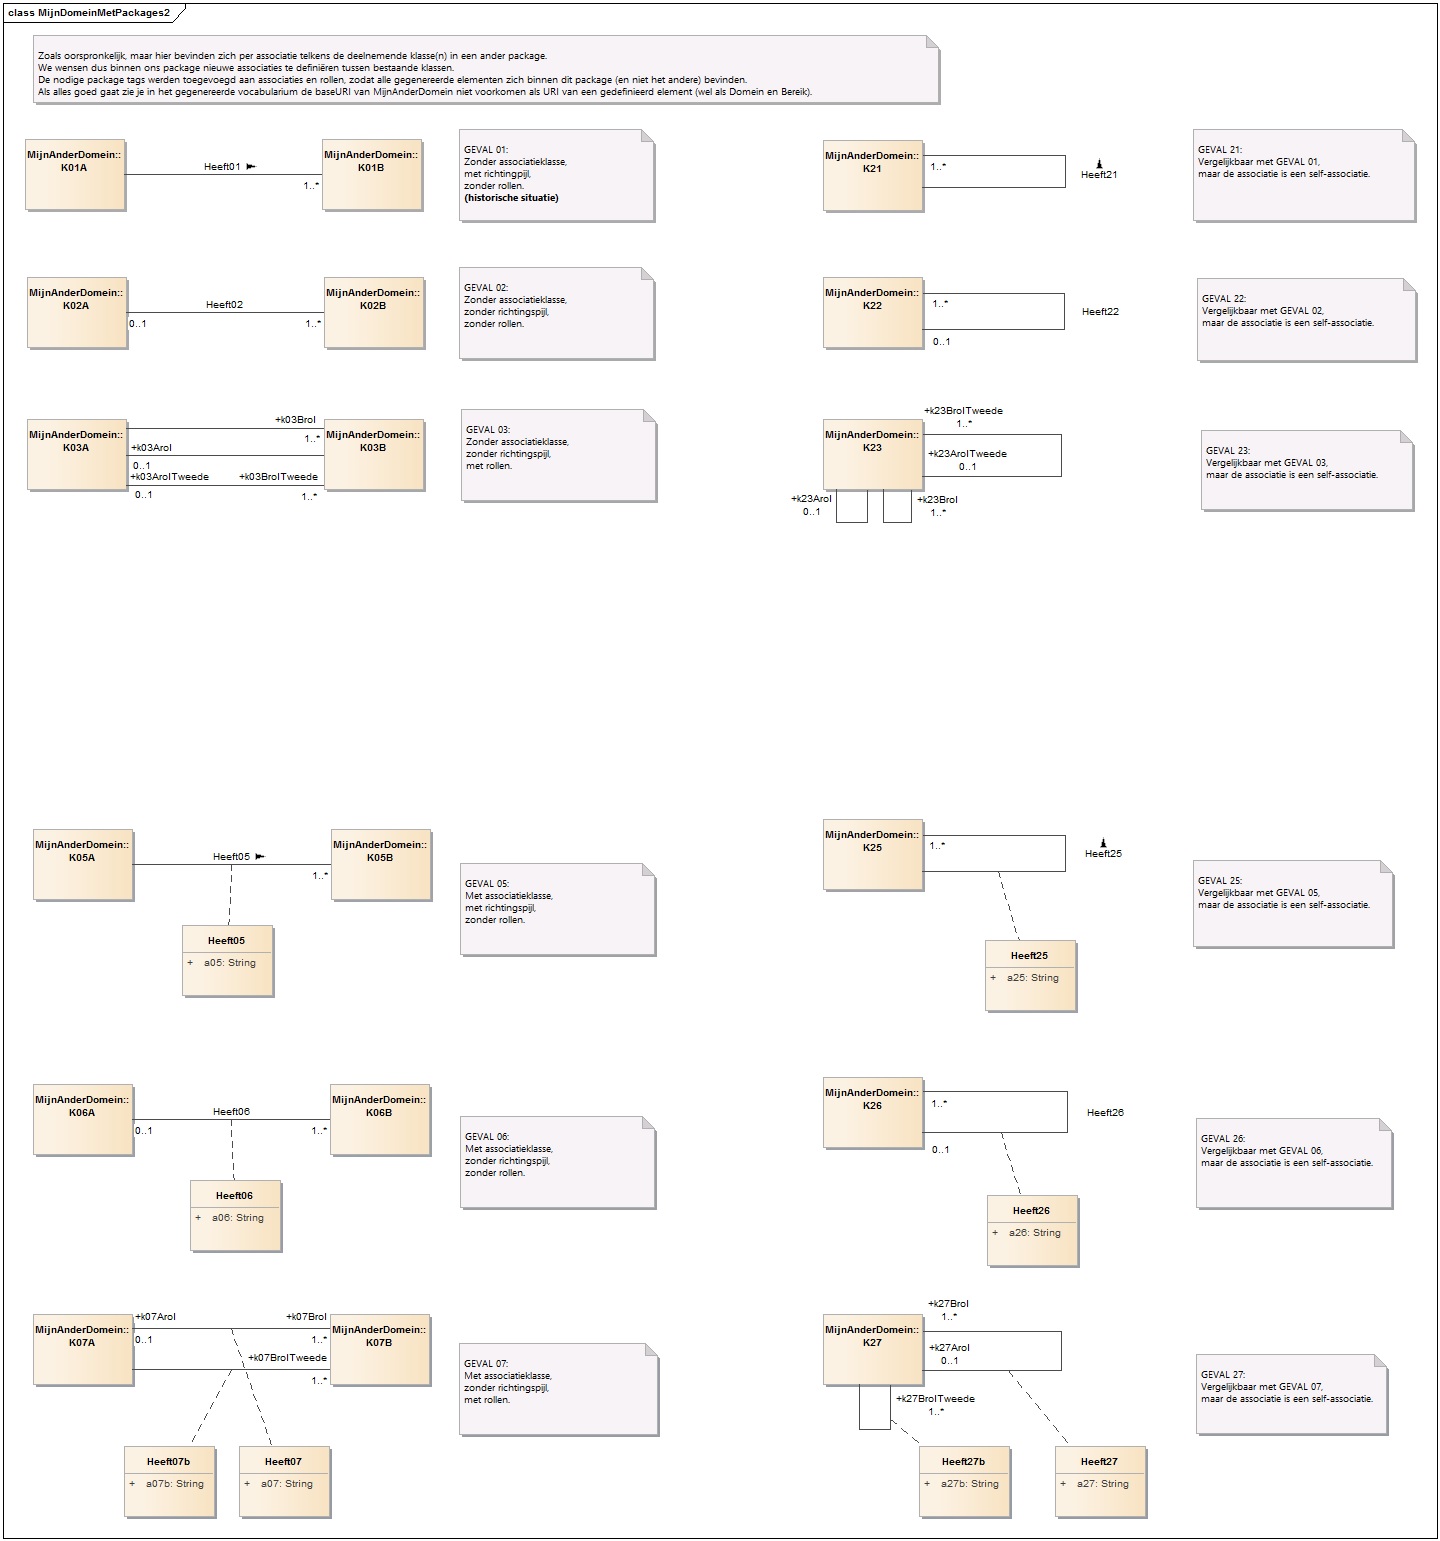 class MijnDomeinMetPackages2
Zoals oorspronkelijk, maar hier bevinden zich per associatie telkens de deelnemende klasse(n) in een ander package.
We wensen dus binnen ons package nieuwe associaties te definiëren tussen bestaande klassen.
De nodige package tags werden toegevoegd aan associaties en rollen, zodat alle gegenereerde elementen zich binnen dit package (en niet het andere) bevinden.
Als alles goed gaat zie je in het gegenereerde vocabularium de baseURI van MijnAnderDomein niet voorkomen als URI van een gedefinieerd element (wel als Domein en Bereik).
MijnAnderDomein::
K01A
Heeft01
1..*
MijnAnderDomein::
K01B
GEVAL 01:
Zonder associatieklasse,
met richtingpijl,
zonder rollen.
(historische situatie)
MijnAnderDomein::
K21
1..*
Heeft21
GEVAL 21:
Vergelijkbaar met GEVAL 01,
maar de associatie is een self-associatie.
MijnAnderDomein::
K02A
Heeft02
0..1
1..*
MijnAnderDomein::
K02B
GEVAL 02:
Zonder associatieklasse,
zonder richtingspijl,
zonder rollen.
MijnAnderDomein::
K22
1..*
0..1
Heeft22
GEVAL 22:
Vergelijkbaar met GEVAL 02,
maar de associatie is een self-associatie.
MijnAnderDomein::
K03A
+k03Brol
1..*
+k03Arol
0..1
+k03ArolTweede
0..1
+k03BrolTweede
1..*
MijnAnderDomein::
K03B
GEVAL 03:
Zonder associatieklasse,
zonder richtingspijl,
met rollen.
+k23BrolTweede
1..*
MijnAnderDomein::
K23
+k23ArolTweede
0..1
+k23Arol
0..1
+k23Brol
1..*
GEVAL 23:
Vergelijkbaar met GEVAL 03,
maar de associatie is een self-associatie.
MijnAnderDomein::
K05A
Heeft05
1..*
MijnAnderDomein::
K05B
Heeft05
+ a05: String
GEVAL 05:
Met associatieklasse,
met richtingspijl,
zonder rollen.
MijnAnderDomein::
K25
1..*
Heeft25
Heeft25
+ a25: String
GEVAL 25:
Vergelijkbaar met GEVAL 05,
maar de associatie is een self-associatie.
MijnAnderDomein::
K06A
Heeft06
0..1
1..*
MijnAnderDomein::
K06B
Heeft06
+ a06: String
GEVAL 06:
Met associatieklasse,
zonder richtingspijl,
zonder rollen.
MijnAnderDomein::
K26
1..*
0..1
Heeft26
Heeft26
+ a26: String
GEVAL 26:
Vergelijkbaar met GEVAL 06,
maar de associatie is een self-associatie.
MijnAnderDomein::
K07A
+k07Arol
0..1
+k07Brol
1..*
+k07BrolTweede
1..*
MijnAnderDomein::
K07B
Heeft07b
+ a07b: String
Heeft07
+ a07: String
GEVAL 07:
Met associatieklasse,
zonder richtingspijl,
met rollen.
+k27Brol
1..*
MijnAnderDomein::
K27
+k27Arol
0..1
+k27BrolTweede
1..*
Heeft27b
+ a27b: String
Heeft27
+ a27: String
GEVAL 27:
Vergelijkbaar met GEVAL 07,
maar de associatie is een self-associatie.